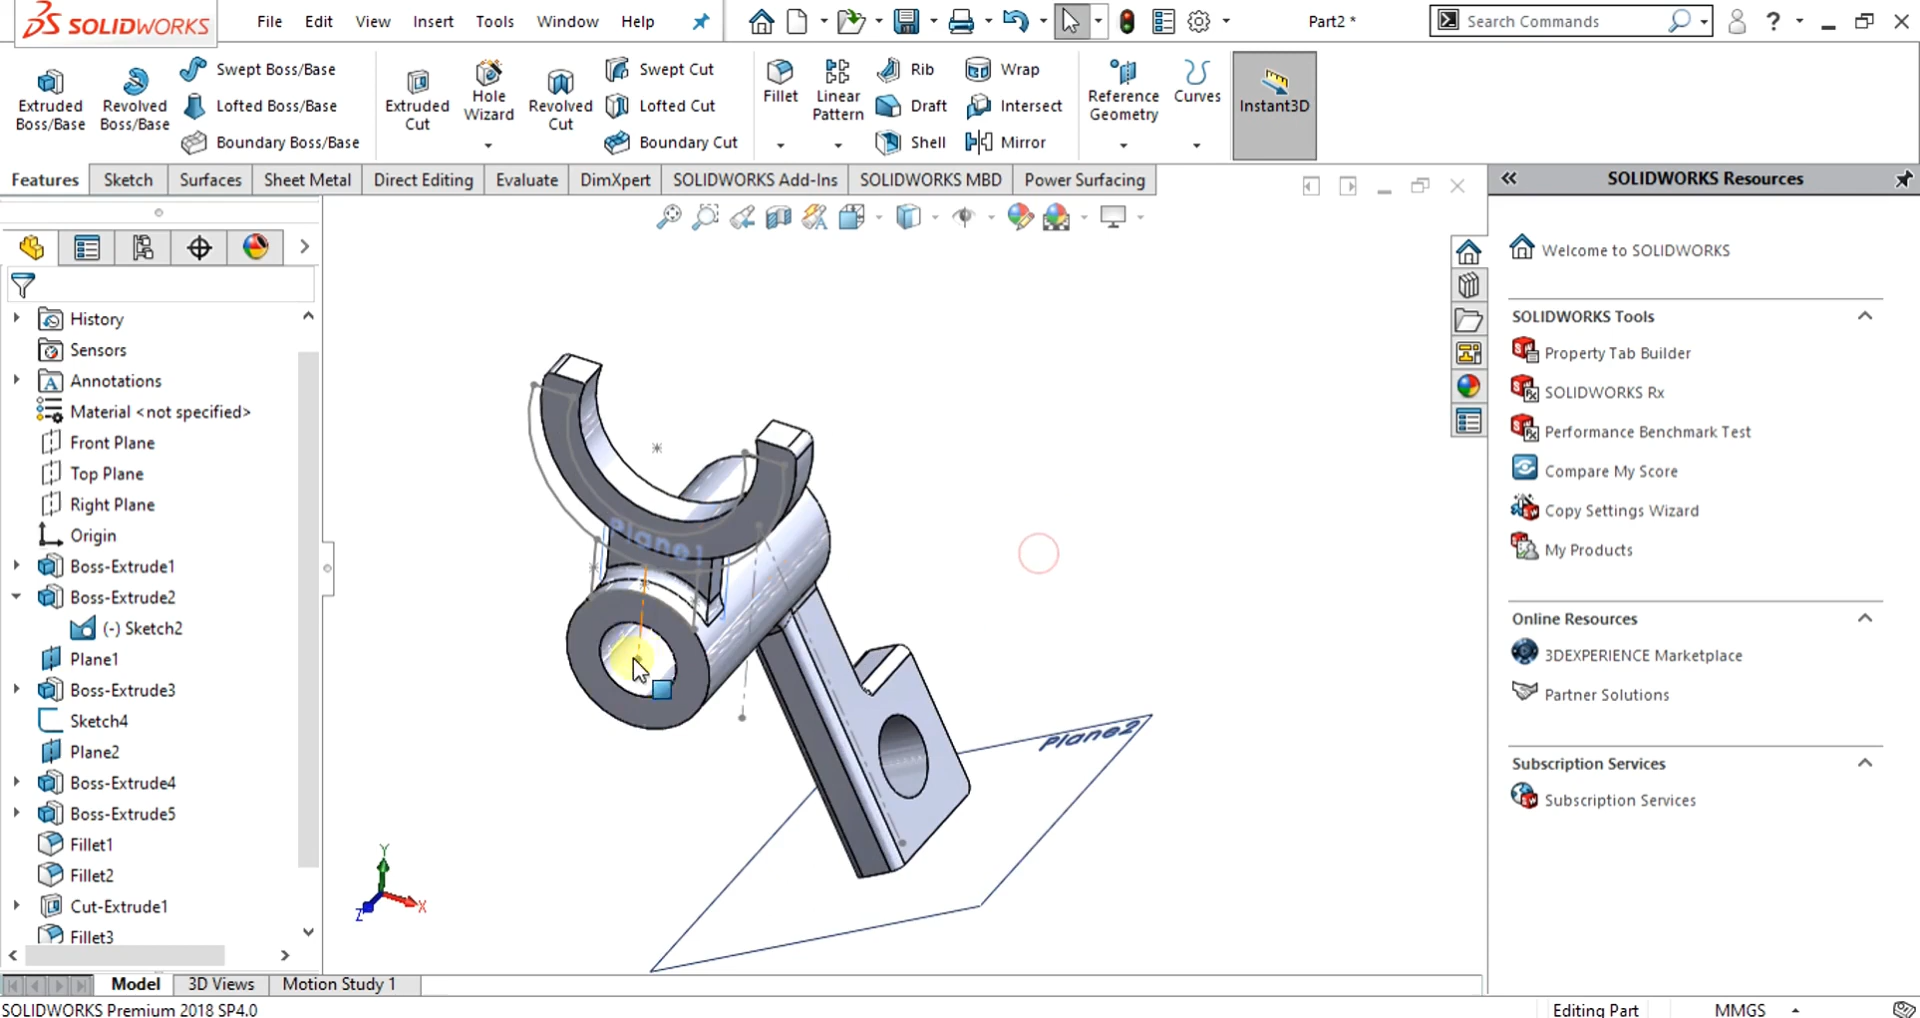 SOLIDWORKS
File Edit View Insert Tools Window Help
Part2 *
Search Commands
?
Extruded Boss/Base
Revolved Boss/Base
Swept Boss/Base
Lofted Boss/Base
Boundary Boss/Base
Extruded Cut
Hole Wizard
Revolved Cut
Swept Cut
Lofted Cut
Boundary Cut
Fillet
Linear Pattern
Rib
Draft
Shell
Wrap
Intersect
Mirror
Reference Geometry
Curves
Instant3D
Features Sketch Surfaces Sheet Metal Direct Editing Evaluate DimXpert SOLIDWORKS Add-Ins SOLIDWORKS MBD Power Surfacing
SOLIDWORKS Resources
History
Sensors
Annotations
Material <not specified>
Front Plane
Top Plane
Right Plane
Origin
Boss-Extrude1
Boss-Extrude2
(-) Sketch2
Plane1
Boss-Extrude3
Sketch4
Plane2
Boss-Extrude4
Boss-Extrude5
Fillet1
Fillet2
Cut-Extrude1
Fillet3
Plane1
Plane2
Y
X
Z
Welcome to SOLIDWORKS
SOLIDWORKS Tools
Property Tab Builder
SOLIDWORKS Rx
Performance Benchmark Test
Compare My Score
Copy Settings Wizard
My Products
Online Resources
3DEXPERIENCE Marketplace
Partner Solutions
Subscription Services
Subscription Services
Model 3D Views Motion Study 1
SOLIDWORKS Premium 2018 SP4.0
Editing Part
MMGS